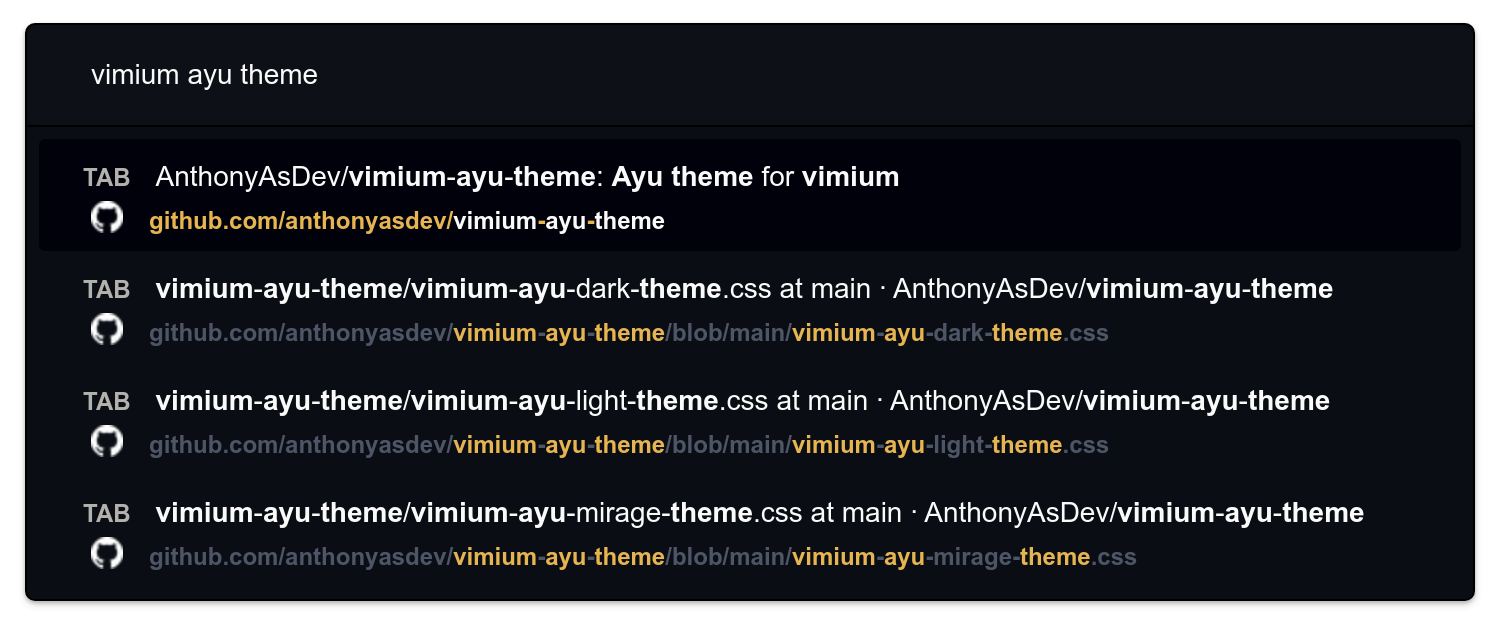 vimium ayu theme
TAB AnthonyAsDev/vimium-ayu-theme: Ayu theme for vimium
github.com/anthonyasdev/vimium-ayu-theme
TAB vimium-ayu-theme/vimium-ayu-dark-theme.css at main · AnthonyAsDev/vimium-ayu-theme
github.com/anthonyasdev/vimium-ayu-theme/blob/main/vimium-ayu-dark-theme.css
TAB vimium-ayu-theme/vimium-ayu-light-theme.css at main · AnthonyAsDev/vimium-ayu-theme
github.com/anthonyasdev/vimium-ayu-theme/blob/main/vimium-ayu-light-theme.css
TAB vimium-ayu-theme/vimium-ayu-mirage-theme.css at main · AnthonyAsDev/vimium-ayu-theme
github.com/anthonyasdev/vimium-ayu-theme/blob/main/vimium-ayu-mirage-theme.css